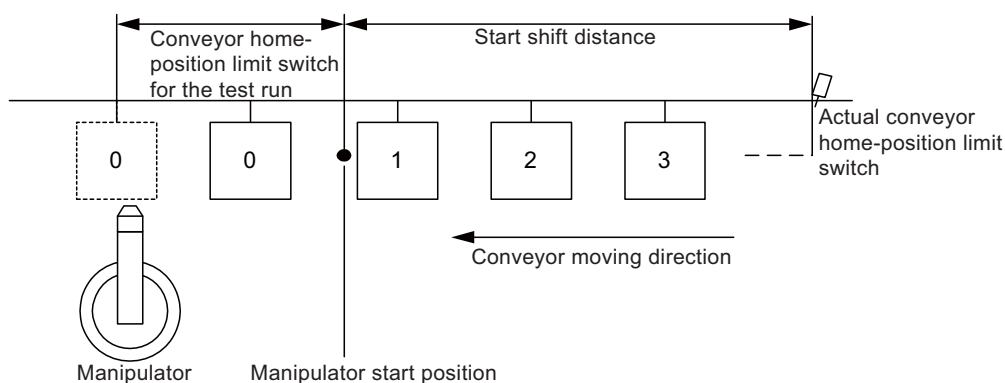 Conveyor home-
position limit switch
for the test run
Start shift distance
Actual conveyor
home-position limit
switch
0
0
1
2
3
Conveyor moving direction
Manipulator
Manipulator start position